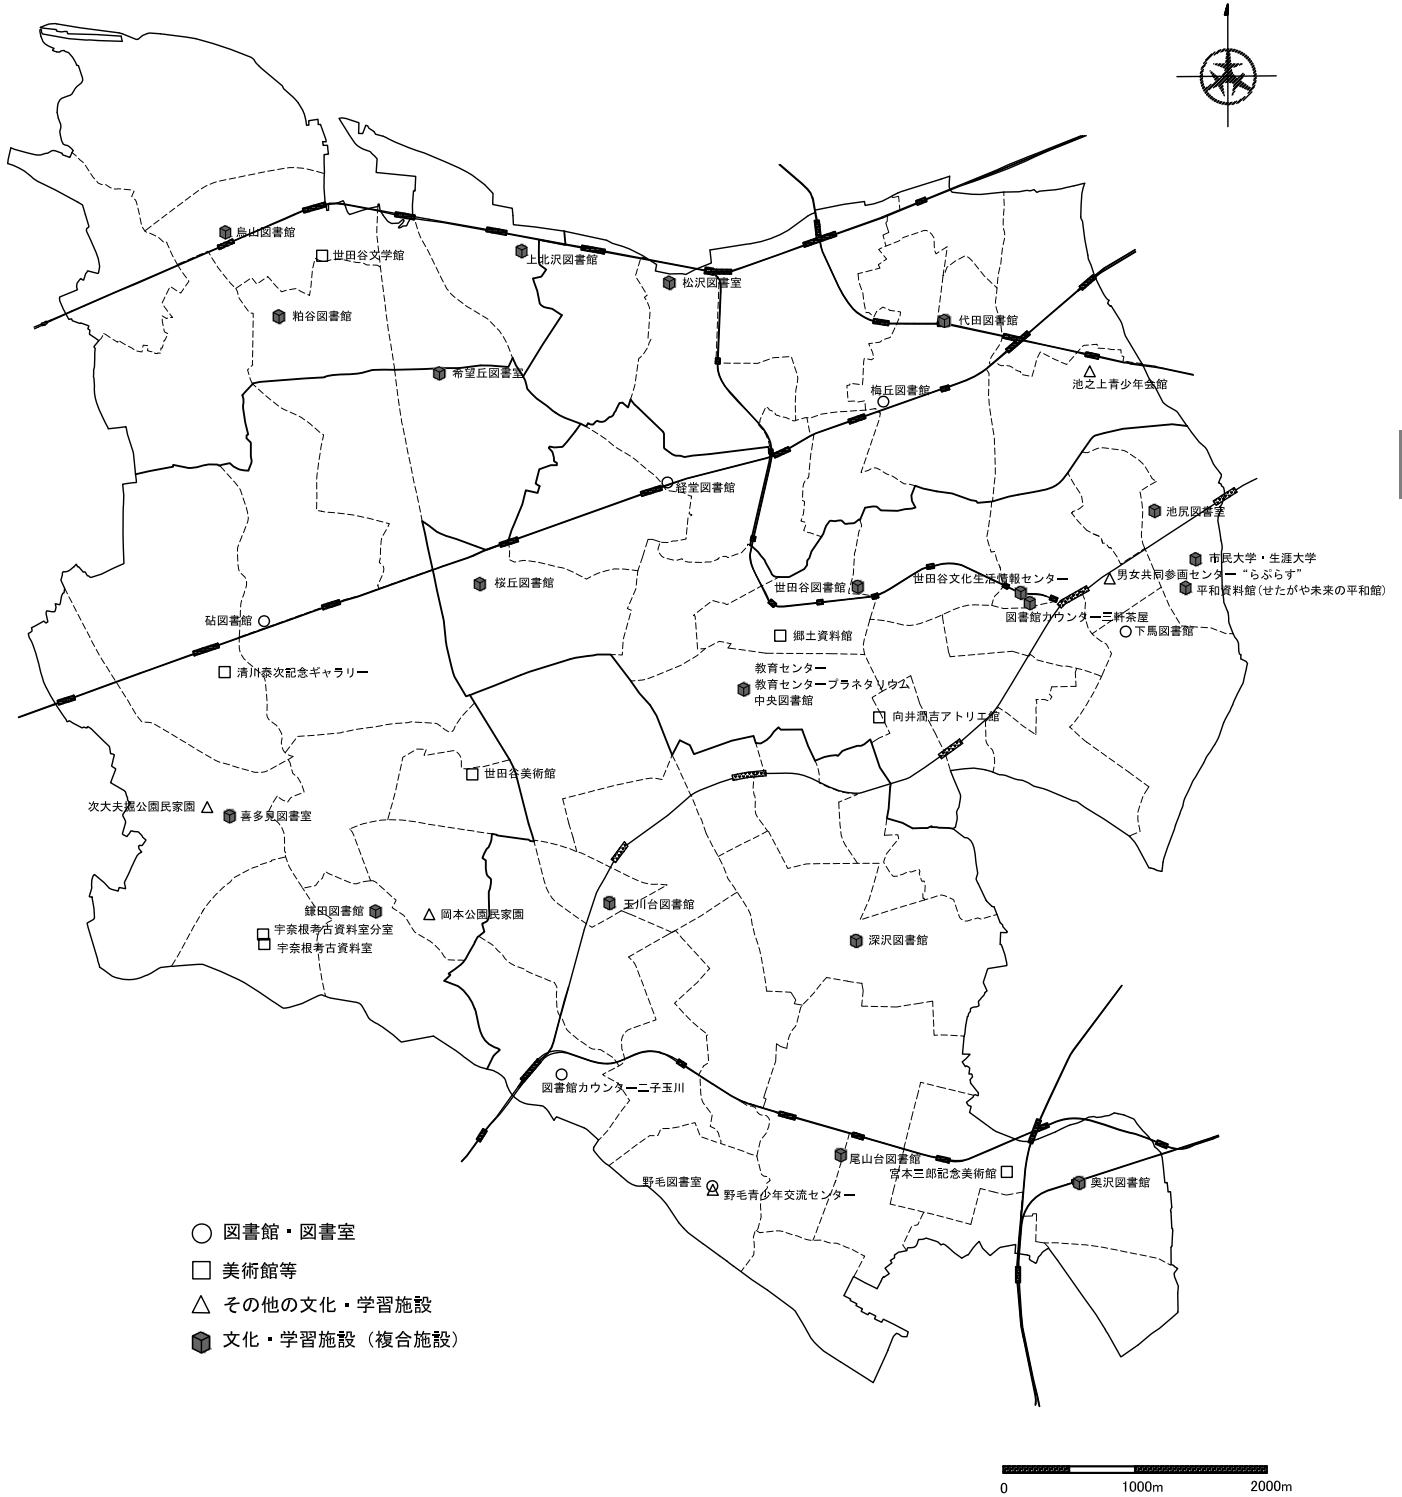 烏山図書館
世田谷文学館
上北沢図書館
松沢図書室
粕谷図書館
代田図書館
希望丘図書室
池之上青少年会館
梅丘図書館
経堂図書館
池尻図書室
市民大学・生涯大学
世田谷文化生活情報センター
男女共同参画センター“らぷらす”
桜丘図書館
世田谷図書館
平和資料館(せたがや未来の平和館)
図書館カウンター三軒茶屋
砧図書館
下馬図書館
郷土資料館
清川泰次記念ギャラリー
教育センター
教育センタープラネタリウム
中央図書館
向井潤吉アトリエ館
世田谷美術館
次大夫堀公園民家園
喜多見図書室
鎌田図書館
岡本公園民家園
玉川台図書館
宇奈根考古資料室分室
宇奈根考古資料室
深沢図書館
図書館カウンター二子玉川
尾山台図書館
宮本三郎記念美術館
野毛図書室
野毛青少年交流センター
奥沢図書館
図書館・図書室
美術館等
その他の文化・学習施設
文化・学習施設（複合施設）
0 1000m 2000m